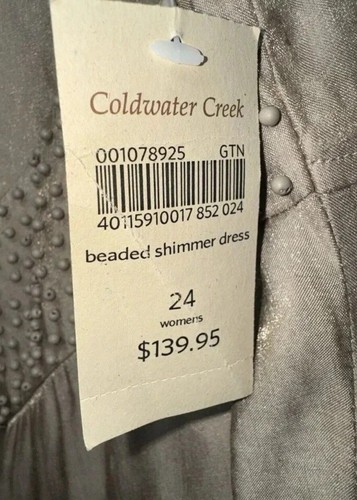 Coldwater Creek
001078925 GTN
40115910017 852 024
beaded shimmer dress
24
womens
$139.95